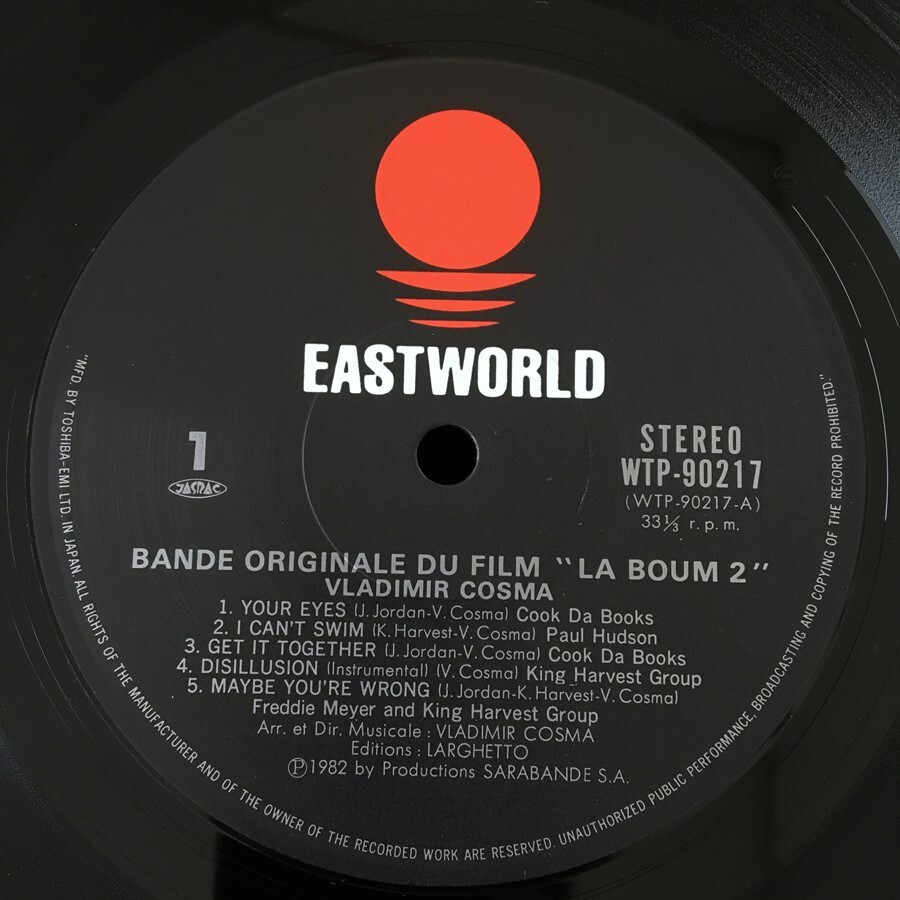 EASTWORLD
1
JASRAC
STEREO
WTP-90217
(WTP-90217-A)
33⅓ r.p.m.
BANDE ORIGINALE DU FILM "LA BOUM 2"
VLADIMIR COSMA
1. YOUR EYES (J. Jordan-V. Cosma) Cook Da Books
2. I CAN'T SWIM (K. Harvest-V. Cosma) Paul Hudson
3. GET IT TOGETHER (J. Jordan-V. Cosma) Cook Da Books
4. DISILLUSION (Instrumental) (V. Cosma) King Harvest Group
5. MAYBE YOU'RE WRONG (J. Jordan-K. Harvest-V. Cosma)
Freddie Meyer and King Harvest Group
Arr. et Dir. Musicale : VLADIMIR COSMA
Editions : LARGHETTO
Ⓟ1982 by Productions SARABANDE S.A.
"MFD. BY TOSHIBA-EMI LTD. IN JAPAN. ALL RIGHTS OF THE MANUFACTURER AND OF THE OWNER OF THE RECORDED WORK ARE RESERVED. UNAUTHORIZED PUBLIC PERFORMANCE, BROADCASTING AND COPYING OF THE RECORD PROHIBITED."